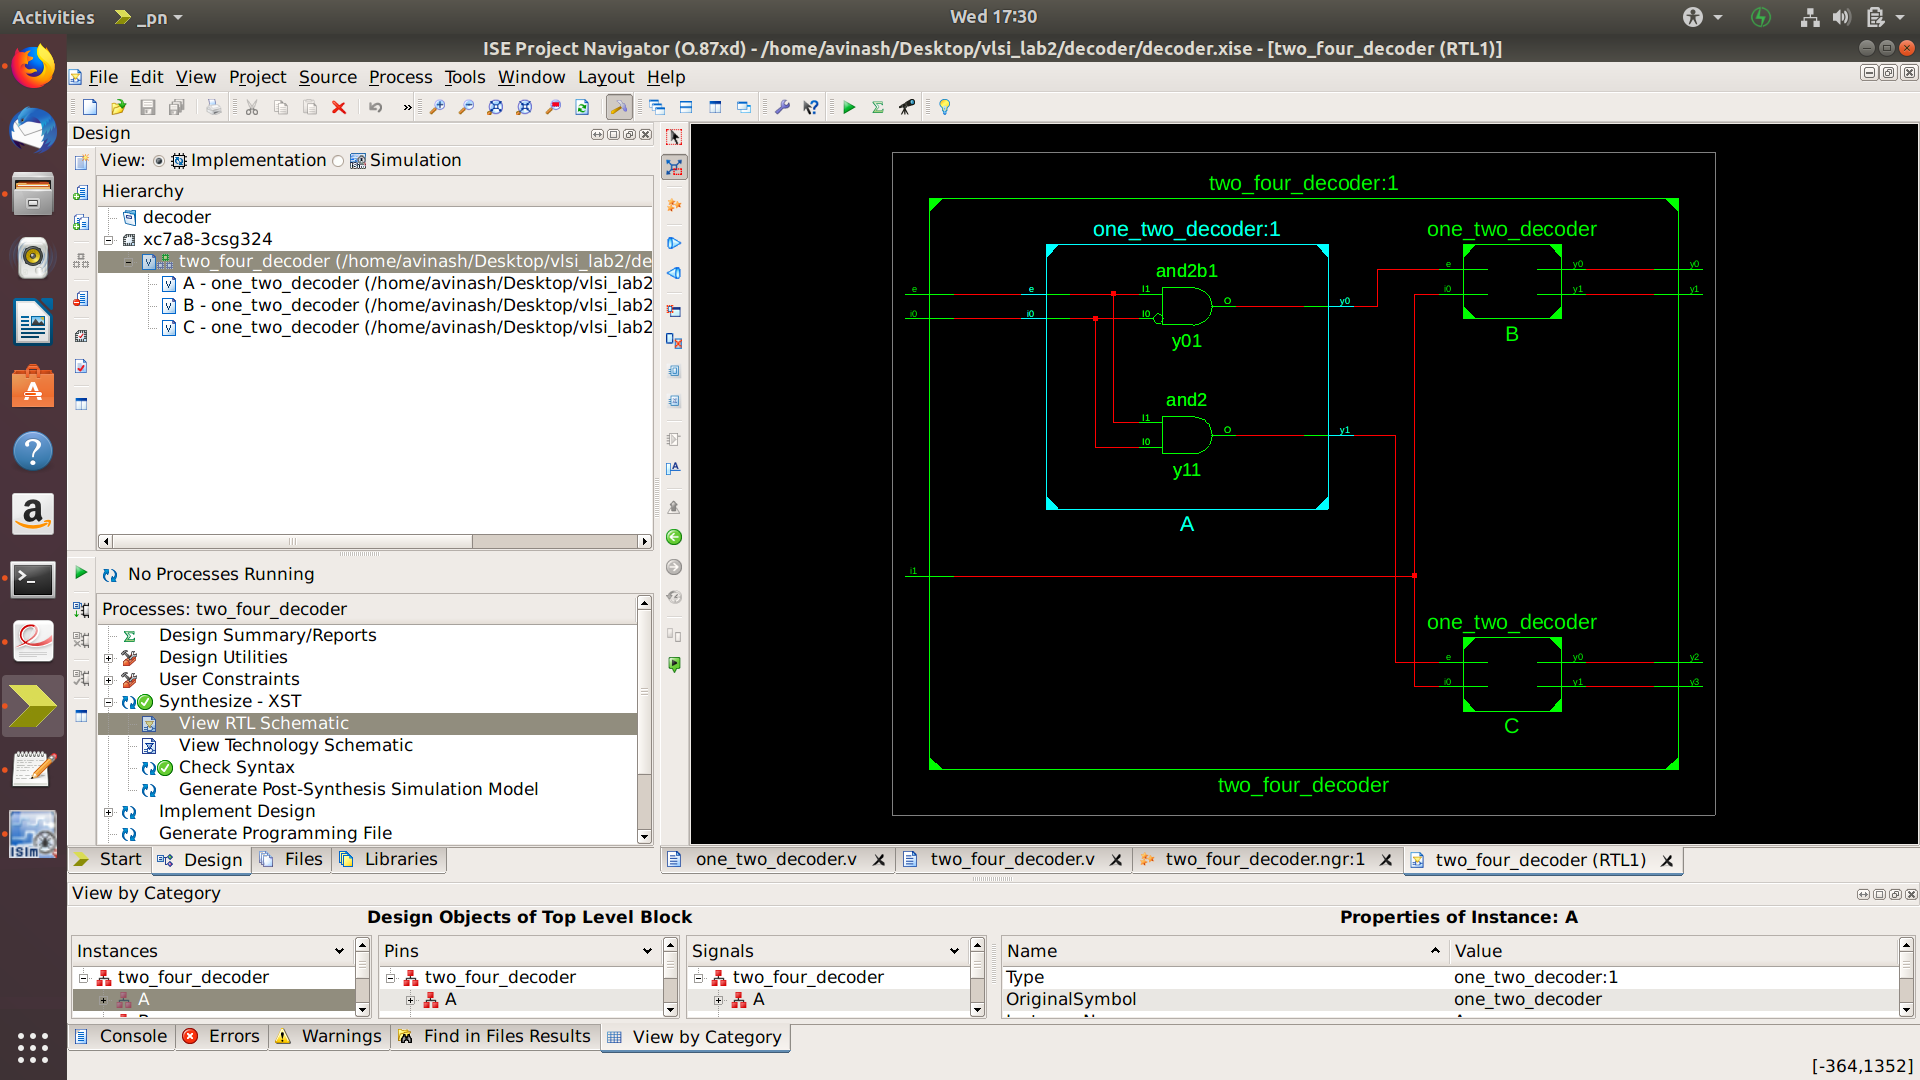 Activities
_pn
Wed 17:30
ISE Project Navigator (O.87xd) - /home/avinash/Desktop/vlsi_lab2/decoder/decoder.xise - [two_four_decoder (RTL1)]
File Edit View Project Source Process Tools Window Layout Help
Design
View: Implementation Simulation
Hierarchy
decoder
xc7a8-3csg324
two_four_decoder (/home/avinash/Desktop/vlsi_lab2/de
A - one_two_decoder (/home/avinash/Desktop/vlsi_lab2
B - one_two_decoder (/home/avinash/Desktop/vlsi_lab2
C - one_two_decoder (/home/avinash/Desktop/vlsi_lab2
No Processes Running
Processes: two_four_decoder
Design Summary/Reports
Design Utilities
User Constraints
Synthesize - XST
View RTL Schematic
View Technology Schematic
Check Syntax
Generate Post-Synthesis Simulation Model
Implement Design
Generate Programming File
Start Design Files Libraries
two_four_decoder:1
one_two_decoder:1
one_two_decoder
and2b1
e
e
I1
O
y0
i0
i0
I0
y01
e
y0
y0
i0
y1
y1
B
and2
I1
O
y1
I0
y11
A
i1
one_two_decoder
e
y0
y2
i0
y1
y3
C
two_four_decoder
one_two_decoder.v two_four_decoder.v two_four_decoder.ngr:1 two_four_decoder (RTL1)
View by Category
Design Objects of Top Level Block
Properties of Instance: A
Instances
two_four_decoder
A
Pins
two_four_decoder
A
Signals
two_four_decoder
A
Name Value
Type one_two_decoder:1
OriginalSymbol one_two_decoder
Console Errors Warnings Find in Files Results View by Category
[-364,1352]